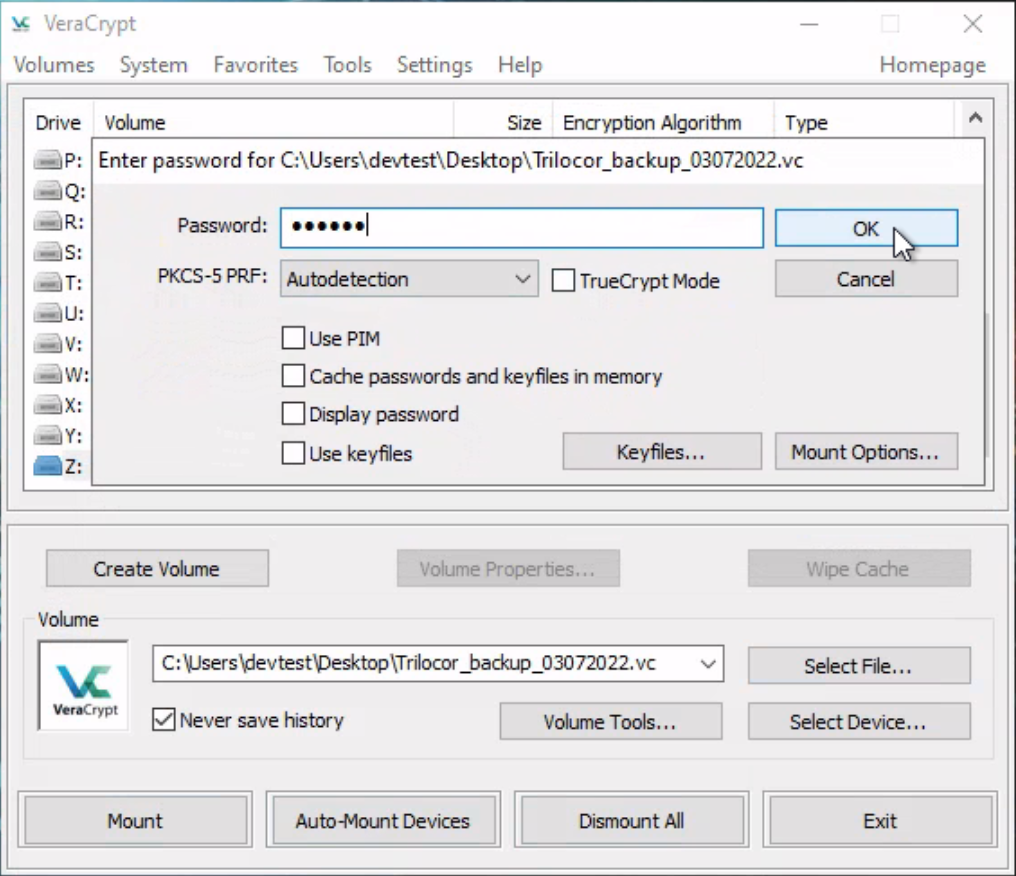 VeraCrypt
Volumes System Favorites Tools Settings Help Homepage
Drive Volume Size Encryption Algorithm Type
P:
Q:
R:
S:
T:
U:
V:
W:
X:
Y:
Z:
Enter password for C:\Users\devtest\Desktop\Trilocor_backup_03072022.vc
Password: ●●●●●● OK
PKCS-5 PRF: Autodetection TrueCrypt Mode Cancel
Use PIM
Cache passwords and keyfiles in memory
Display password
Use keyfiles Keyfiles... Mount Options...
Create Volume Volume Properties... Wipe Cache
Volume
VeraCrypt
C:\Users\devtest\Desktop\Trilocor_backup_03072022.vc Select File...
Never save history Volume Tools... Select Device...
Mount Auto-Mount Devices Dismount All Exit